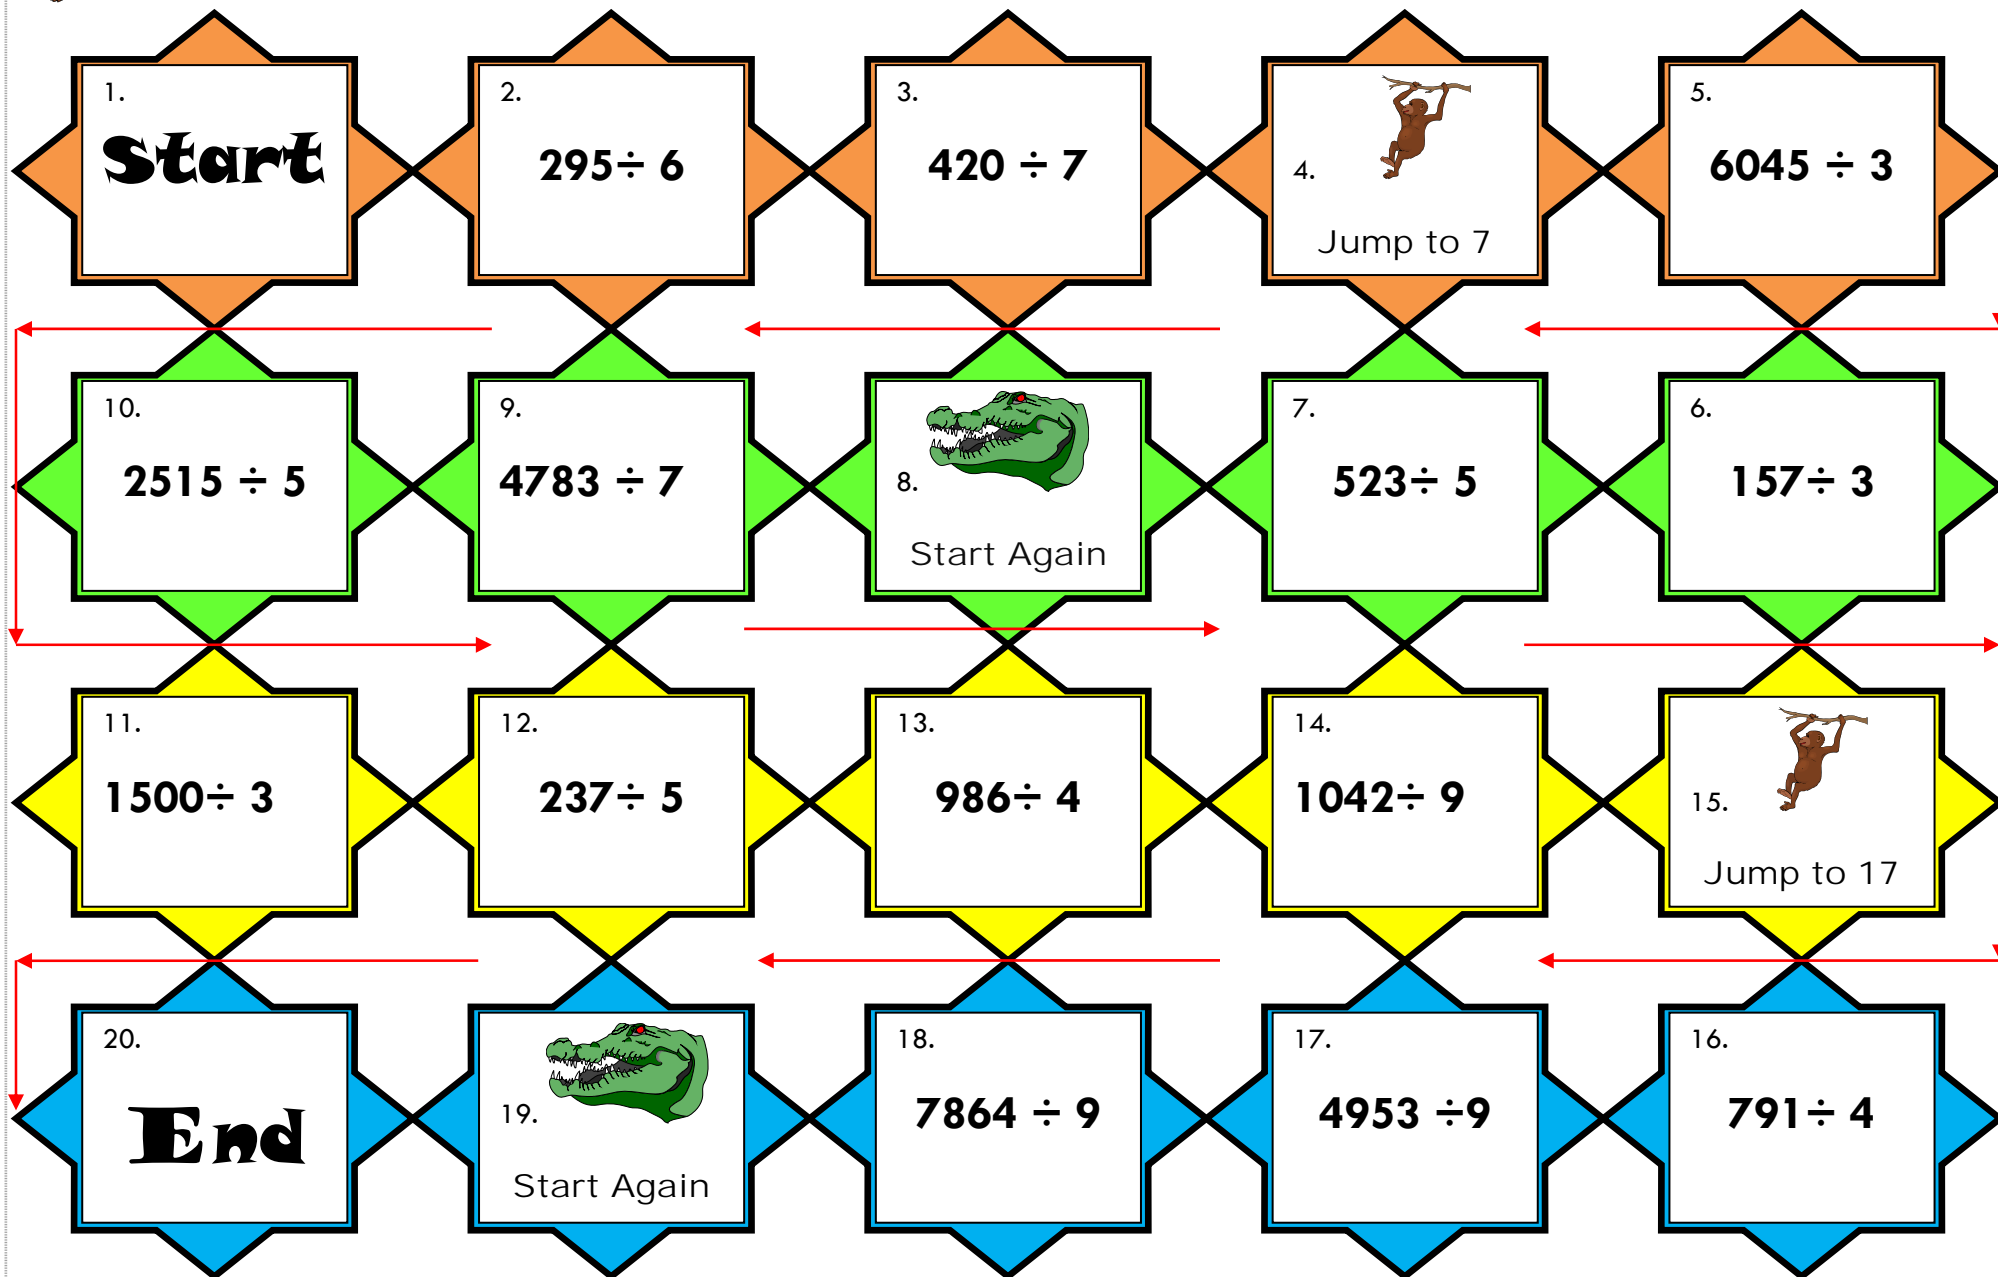 1.
Start
2.
295÷ 6
3.
420 ÷ 7
4.
Jump to 7
5.
6045 ÷ 3
10.
2515 ÷ 5
9.
4783 ÷ 7
8.
Start Again
7.
523÷ 5
6.
157÷ 3
11.
1500÷ 3
12.
237÷ 5
13.
986÷ 4
14.
1042÷ 9
15.
Jump to 17
20.
End
19.
Start Again
18.
7864 ÷ 9
17.
4953 ÷9
16.
791÷ 4